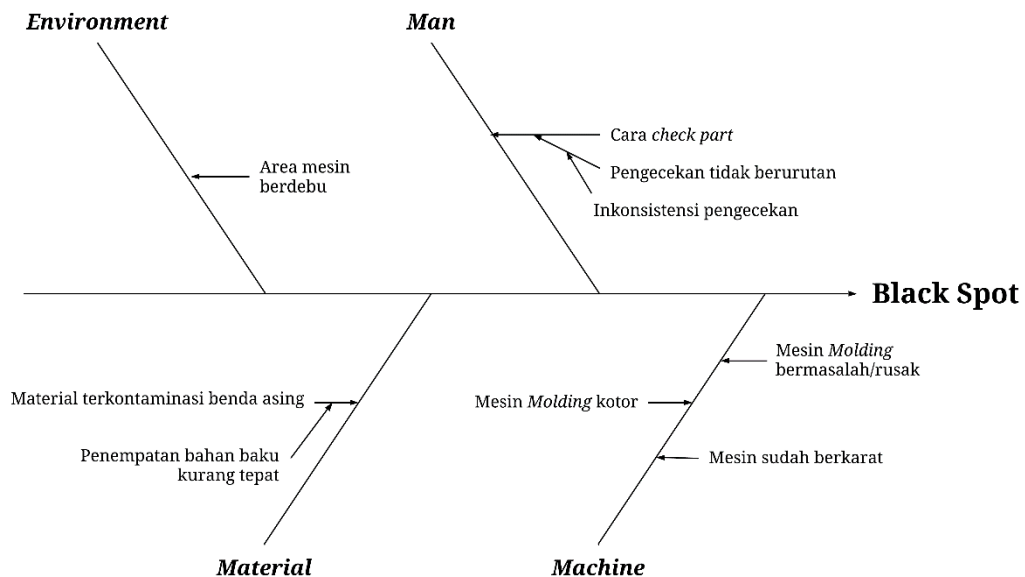 Environment
Man
Cara check part
Area mesin
berdebu
Pengecekan tidak berurutan
Inkonsistensi pengecekan
Black Spot
Mesin Molding
bermasalah/rusak
Material terkontaminasi benda asing
Mesin Molding kotor
Penempatan bahan baku
kurang tepat
Mesin sudah berkarat
Material
Machine